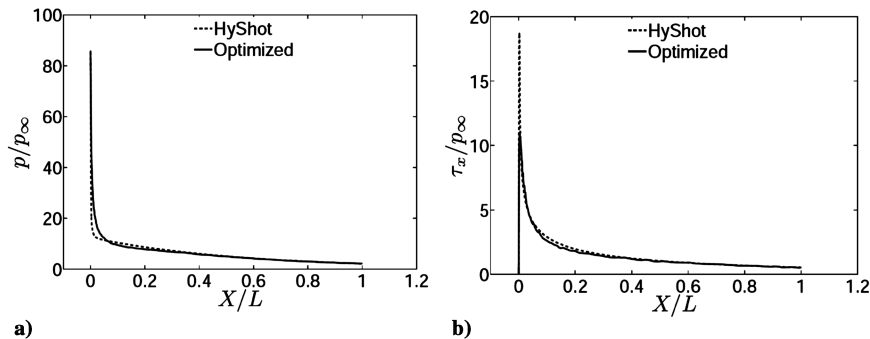 HyShot
Optimized
p/p∞
100
80
60
40
20
0
0 0.2 0.4 0.6 0.8 1 1.2
X/L
a)
HyShot
Optimized
τx/p∞
20
15
10
5
0
0 0.2 0.4 0.6 0.8 1 1.2
X/L
b)